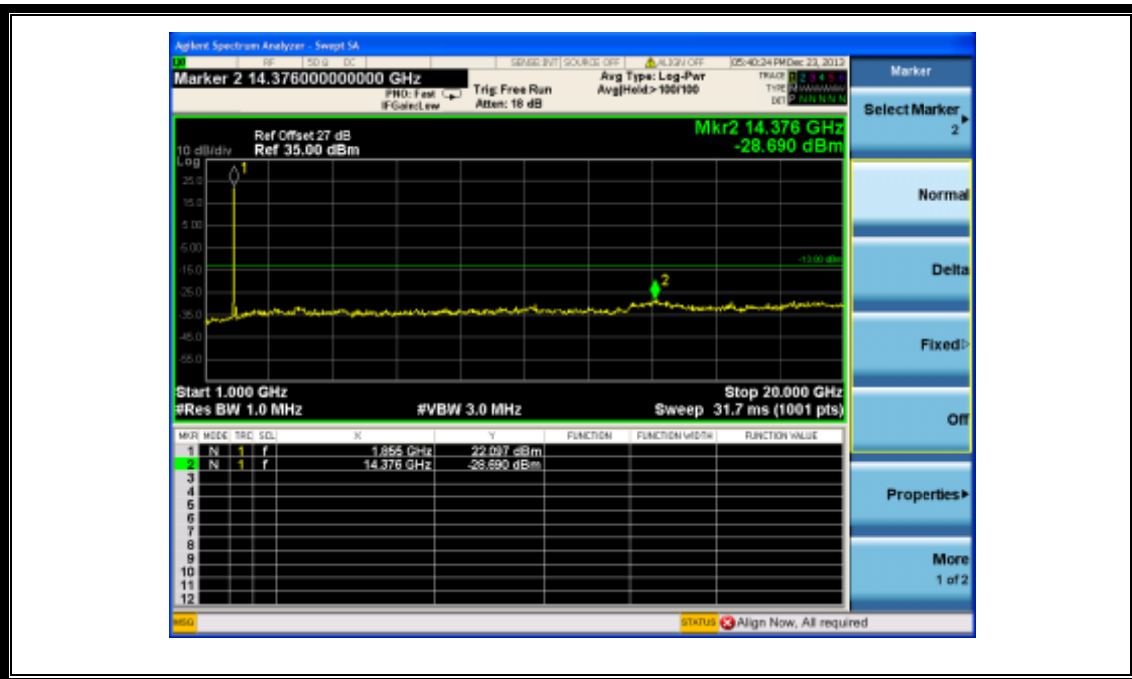 Agilent Spectrum Analyzer - Swept SA
RF 50 Ω DC SENSE:INT SOURCE OFF ALIGN OFF 05:40:24 PM Dec 23, 2013
Marker 2 14.376000000000 GHz
PNO: Fast
IFGain:Low
Trig: Free Run
Atten: 18 dB
Avg Type: Log-Pwr
Avg|Hold:> 100/100
TRACE 1 2 3 4 5 6
TYPE
DET P N N N N N
Ref Offset 27 dB
Ref 35.00 dBm
10 dB/div
Log
Mkr2 14.376 GHz
-28.690 dBm
1
25.0
15.0
5.00
-5.00
-13.00 dBm
-15.0
2
-25.0
-35.0
-45.0
-55.0
Start 1.000 GHz
Stop 20.000 GHz
#Res BW 1.0 MHz
#VBW 3.0 MHz
Sweep 31.7 ms (1001 pts)
MKR MODE TRC SCL X Y FUNCTION FUNCTION WIDTH FUNCTION VALUE
1 N 1 f 1.855 GHz 22.097 dBm
2 N 1 f 14.376 GHz -28.690 dBm
3
4
5
6
7
8
9
10
11
12
MSG
STATUS Align Now, All required
Marker
Select Marker
2
Normal
Delta
Fixed
Off
Properties
More
1 of 2